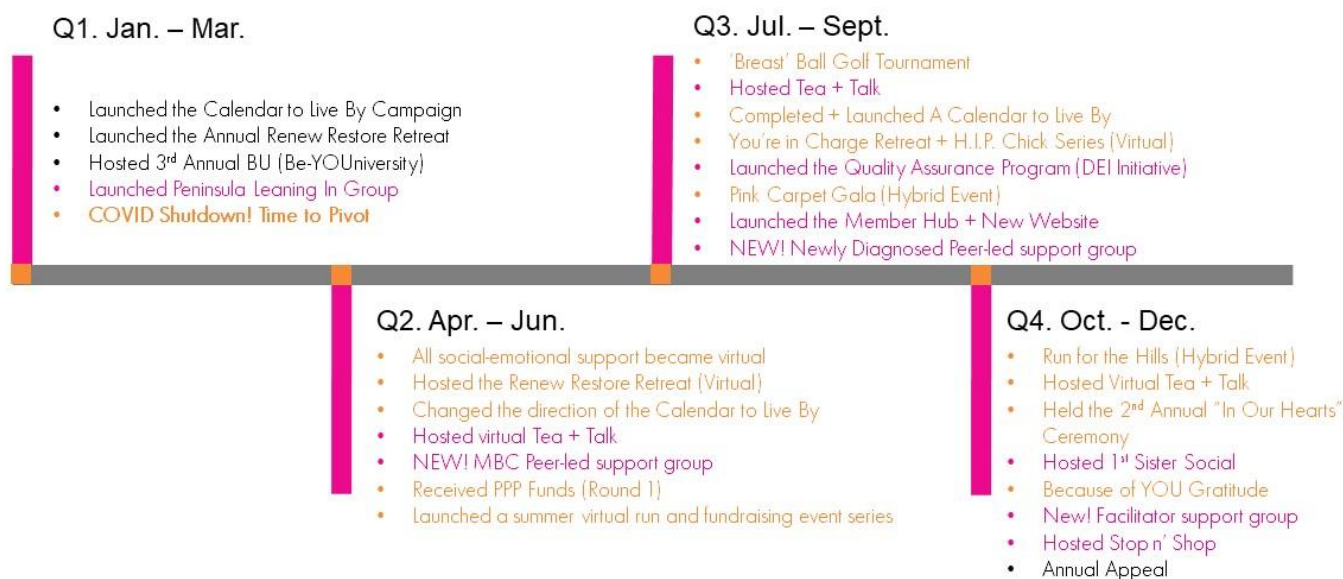 Q1. Jan. – Mar.
• Launched the Calendar to Live By Campaign
• Launched the Annual Renew Restore Retreat
• Hosted 3rd Annual BU (Be-YOUniversity)
• Launched Peninsula Leaning In Group
• COVID Shutdown! Time to Pivot
Q3. Jul. – Sept.
• 'Breast' Ball Golf Tournament
• Hosted Tea + Talk
• Completed + Launched A Calendar to Live By
• You're in Charge Retreat + H.I.P. Chick Series (Virtual)
• Launched the Quality Assurance Program (DEI Initiative)
• Pink Carpet Gala (Hybrid Event)
• Launched the Member Hub + New Website
• NEW! Newly Diagnosed Peer-led support group
Q2. Apr. – Jun.
• All social-emotional support became virtual
• Hosted the Renew Restore Retreat (Virtual)
• Changed the direction of the Calendar to Live By
• Hosted virtual Tea + Talk
• NEW! MBC Peer-led support group
• Received PPP Funds (Round 1)
• Launched a summer virtual run and fundraising event series
Q4. Oct. - Dec.
• Run for the Hills (Hybrid Event)
• Hosted Virtual Tea + Talk
• Held the 2nd Annual "In Our Hearts"
Ceremony
• Hosted 1st Sister Social
• Because of YOU Gratitude
• New! Facilitator support group
• Hosted Stop n' Shop
• Annual Appeal